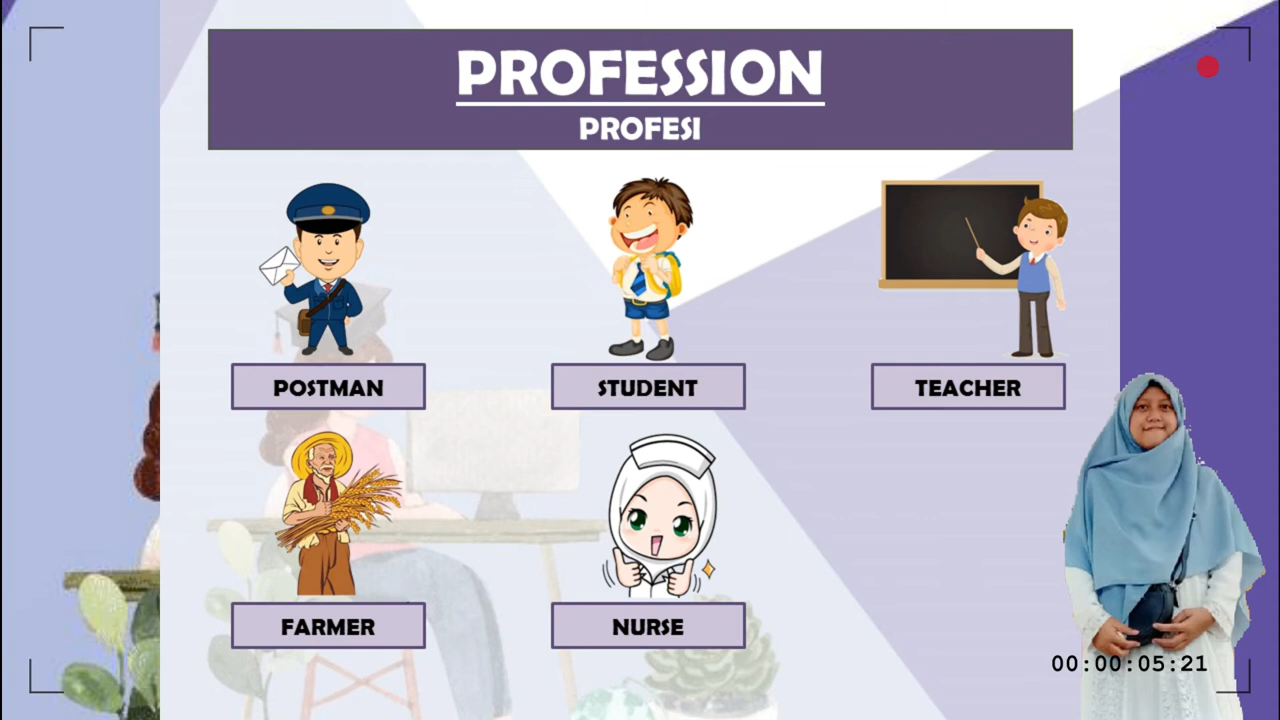 PROFESSION
PROFESI
POSTMAN
STUDENT
TEACHER
FARMER
NURSE
00:00:05:21